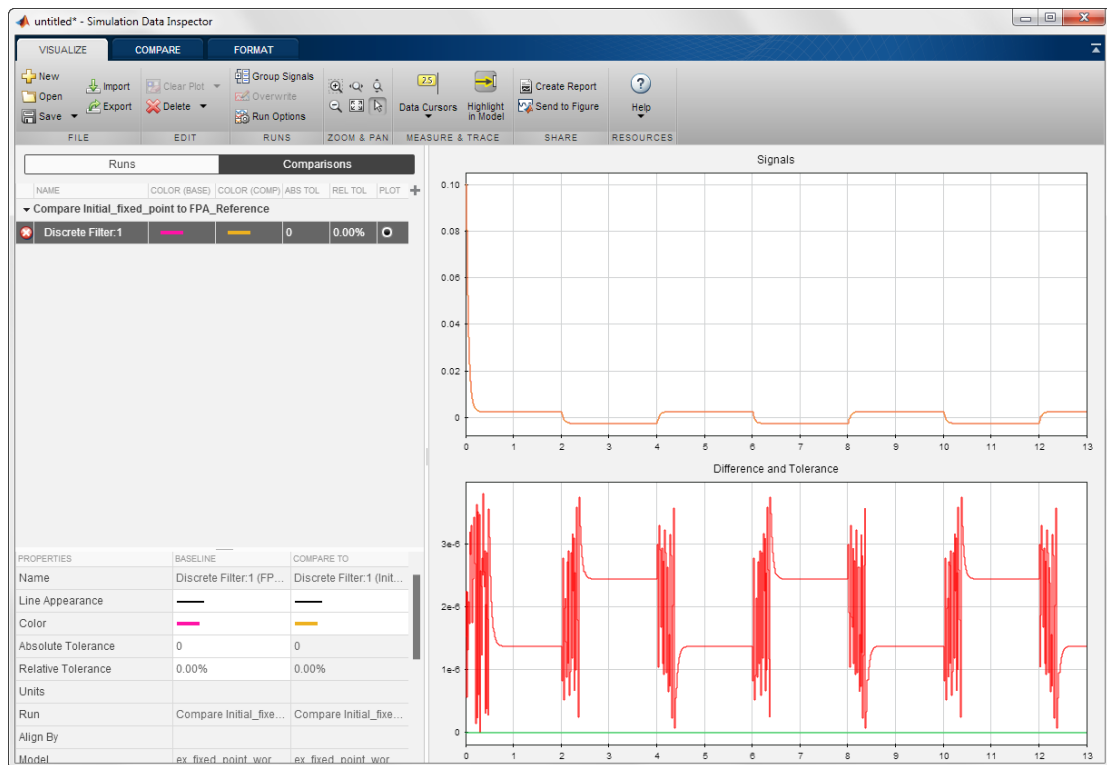 untitled* - Simulation Data Inspector
VISUALIZE COMPARE FORMAT
New Import Clear Plot Group Signals
Open Overwrite Create Report
Export Delete Data Cursors Highlight in Model Send to Figure Help
Save Run Options
2.5
FILE EDIT RUNS ZOOM & PAN MEASURE & TRACE SHARE RESOURCES
Runs Comparisons
NAME COLOR (BASE) COLOR (COMP) ABS TOL REL TOL PLOT
Compare Initial_fixed_point to FPA_Reference
Discrete Filter:1 0 0.00%
PROPERTIES BASELINE COMPARE TO
Name Discrete Filter:1 (FP... Discrete Filter:1 (Init...
Line Appearance
Color
Absolute Tolerance 0 0
Relative Tolerance 0.00% 0.00%
Units
Run Compare Initial_fixe... Compare Initial_fixe...
Align By
Model ex_fixed_point_wor ex_fixed_point_wor
Signals
0.10
0.08
0.06
0.04
0.02
0
0 1 2 3 4 5 6 7 8 9 10 11 12 13
Difference and Tolerance
3e-6
2e-6
1e-6
0
0 1 2 3 4 5 6 7 8 9 10 11 12 13